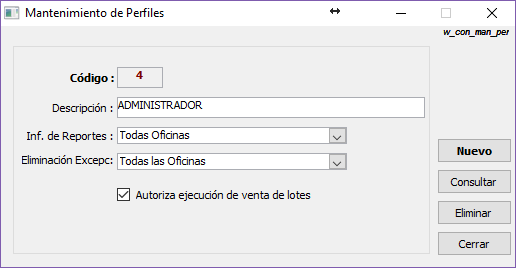 Mantenimiento de Perfiles
w_con_man_per
Código : 4
Descripción : ADMINISTRADOR
Inf. de Reportes : Todas Oficinas
Eliminación Excepc: Todas las Oficinas
Autoriza ejecución de venta de lotes
Nuevo
Consultar
Eliminar
Cerrar